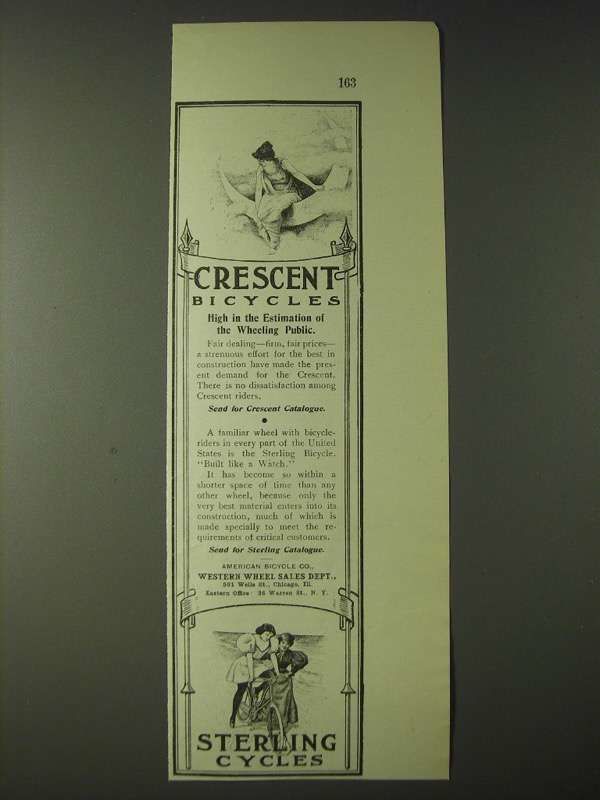 163
CRESCENT
BICYCLES
High in the Estimation of
the Wheeling Public.
Fair dealing—firm, fair prices—
a strenuous effort for the best in
construction have made the pres-
ent demand for the Crescent.
There is no dissatisfaction among
Crescent riders.
Send for Crescent Catalogue.
A familiar wheel with bicycle-
riders in every part of the United
States is the Sterling Bicycle.
"Built like a Watch."
It has become so within a
shorter space of time than any
other wheel, because only the
very best material enters into its
construction, much of which is
made specially to meet the re-
quirements of critical customers.
Send for Sterling Catalogue.
AMERICAN BICYCLE CO.,
WESTERN WHEEL SALES DEPT.,
501 Wells St., Chicago, Ill.
Eastern Office: 36 Warren St., N. Y.
STERLING
CYCLES